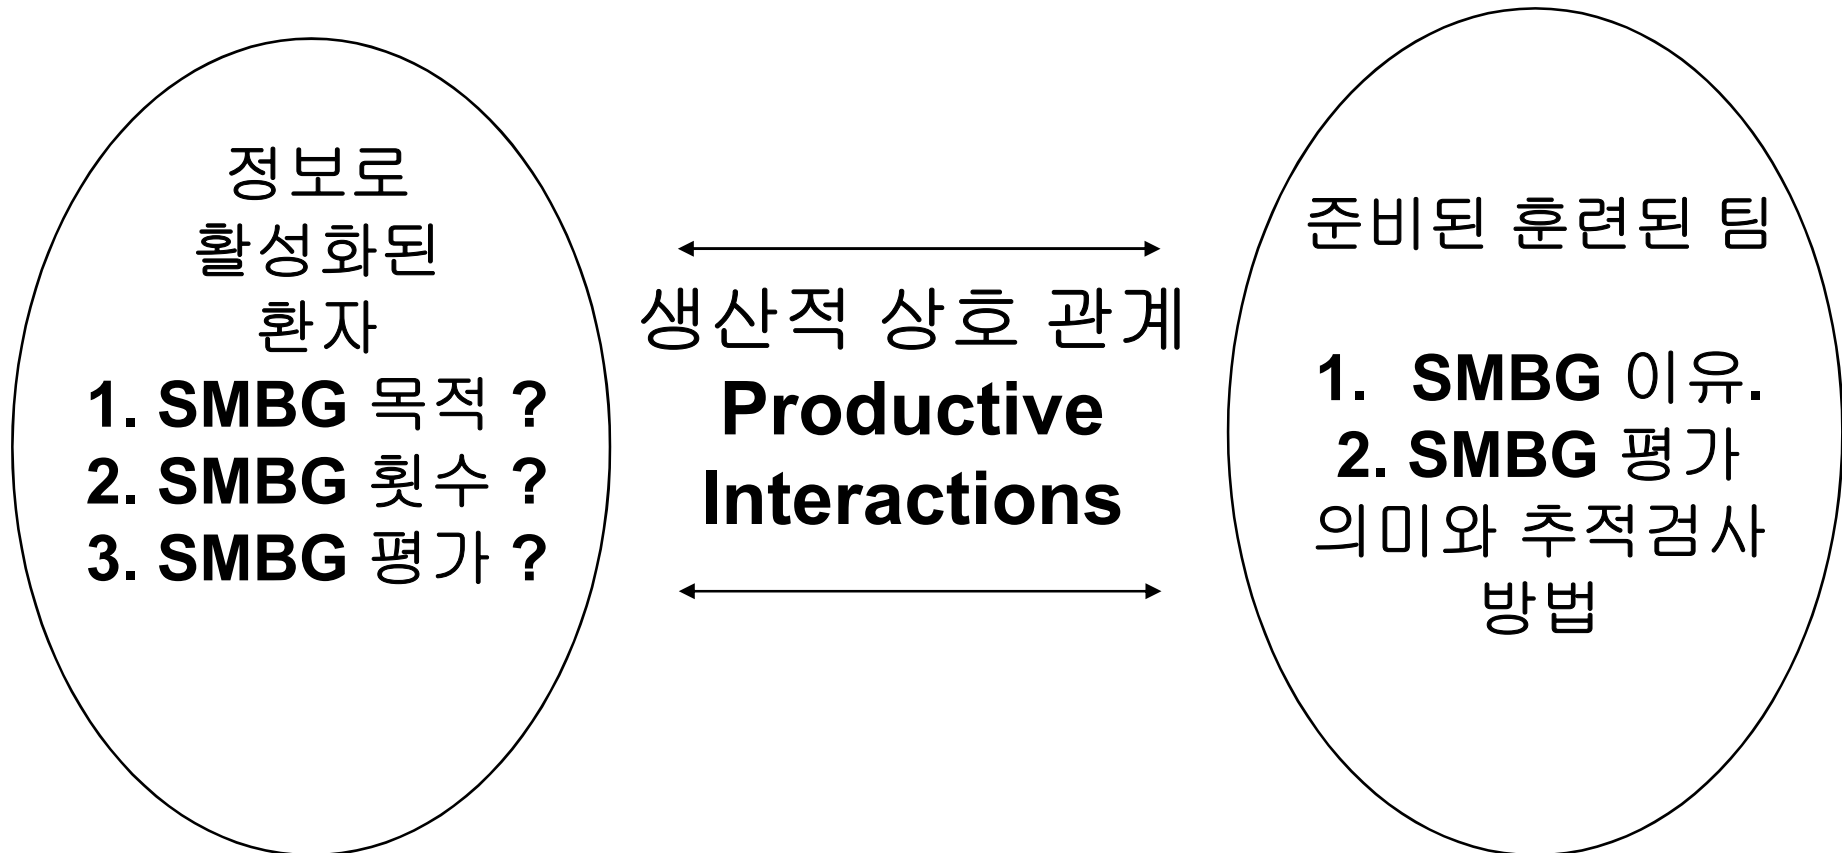 정보로
활성화된
환자
1. SMBG 목적 ?
2. SMBG 횟수 ?
3. SMBG 평가 ?
생산적 상호 관계
Productive
Interactions
준비된 훈련된 팀
1. SMBG 이유.
2. SMBG 평가
의미와 추적검사
방법